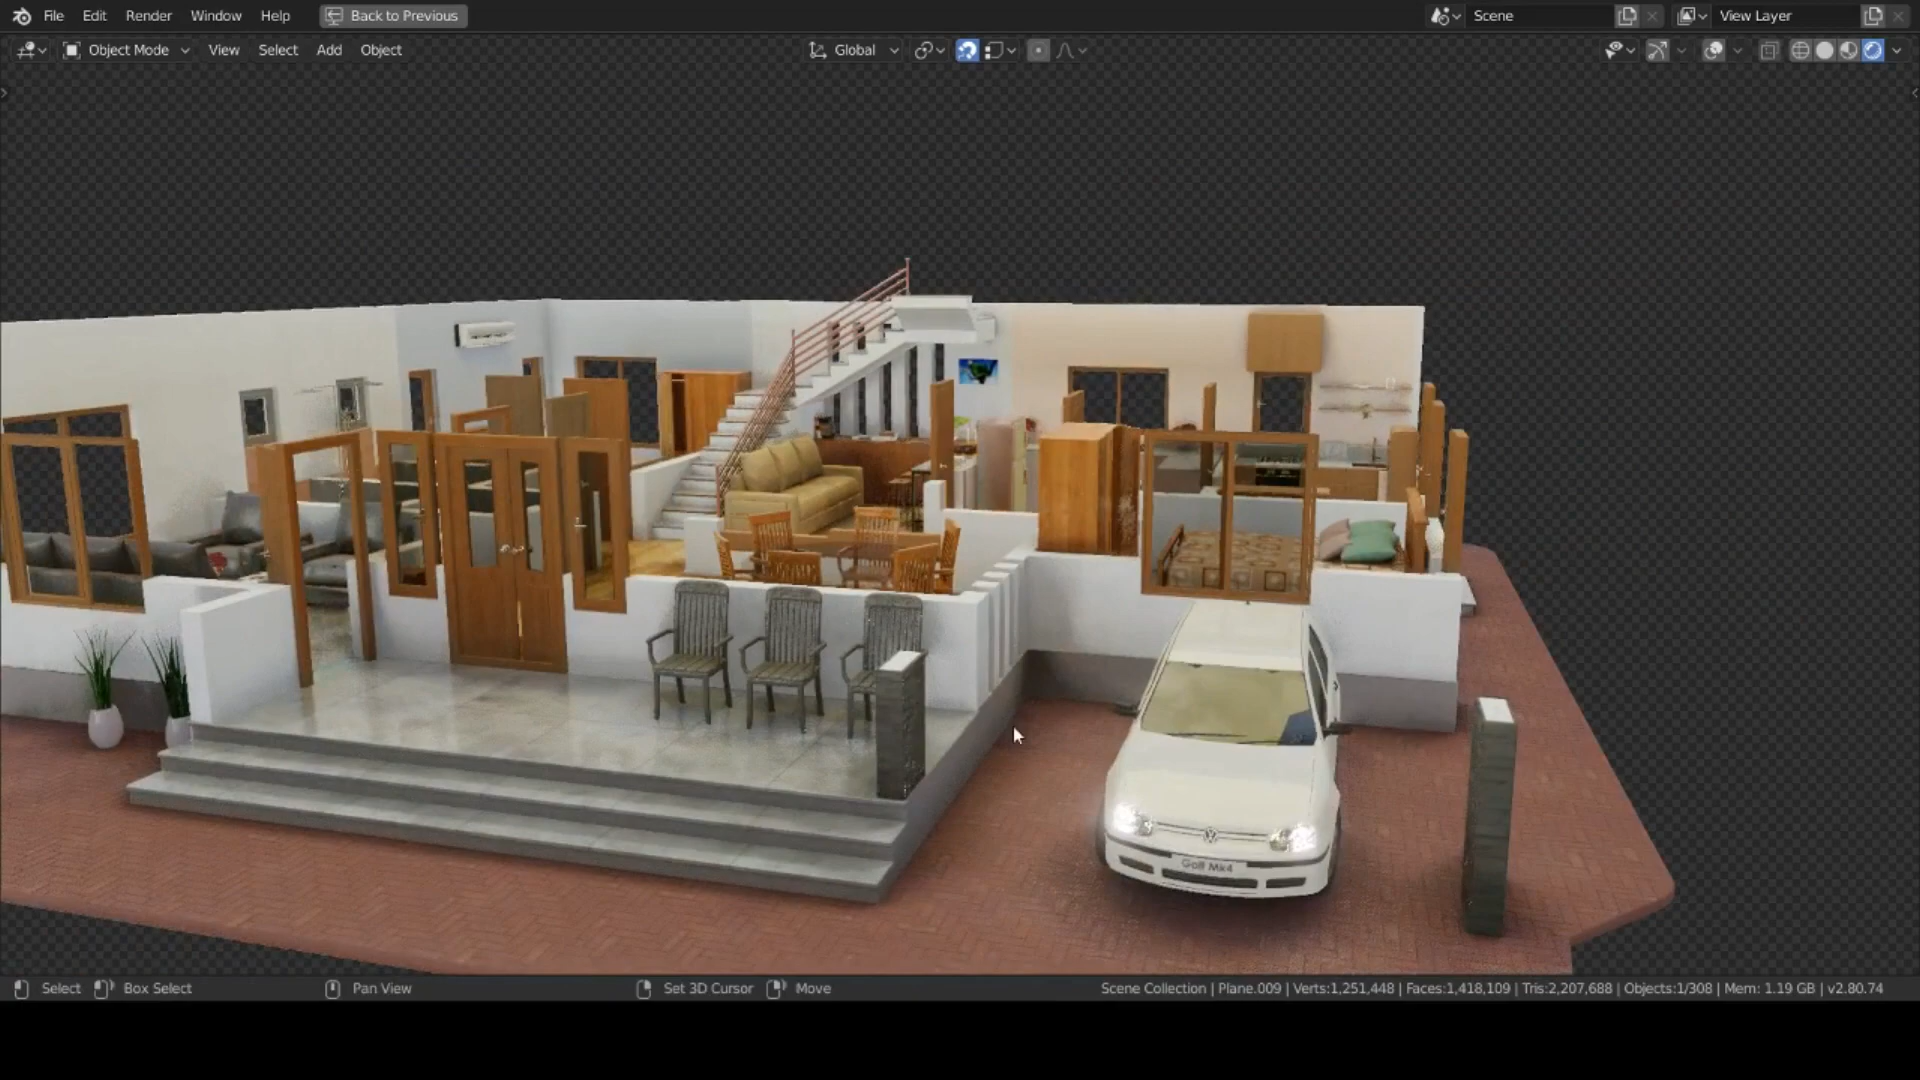 File Edit Render Window Help Back to Previous Scene View Layer
Object Mode View Select Add Object Global
Golf Mk4
Select Box Select Pan View Set 3D Cursor Move Scene Collection | Plane.009 | Verts:1,251,448 | Faces:1,418,109 | Tris:2,207,688 | Objects:1/308 | Mem: 1.19 GB | v2.80.74